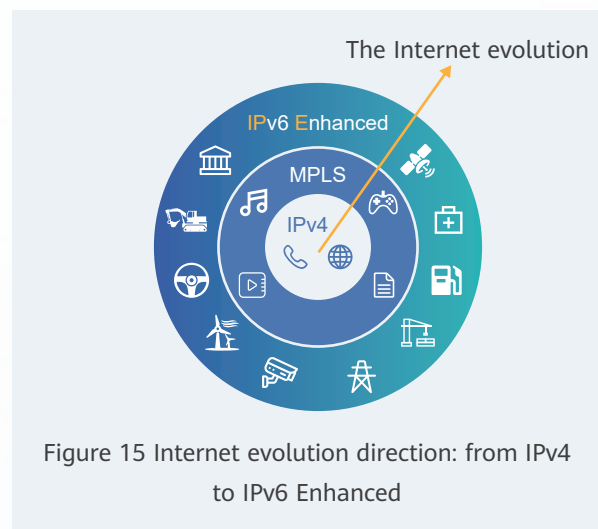 The Internet evolution
IPv6 Enhanced
MPLS
IPv4
Figure 15 Internet evolution direction: from IPv4
to IPv6 Enhanced